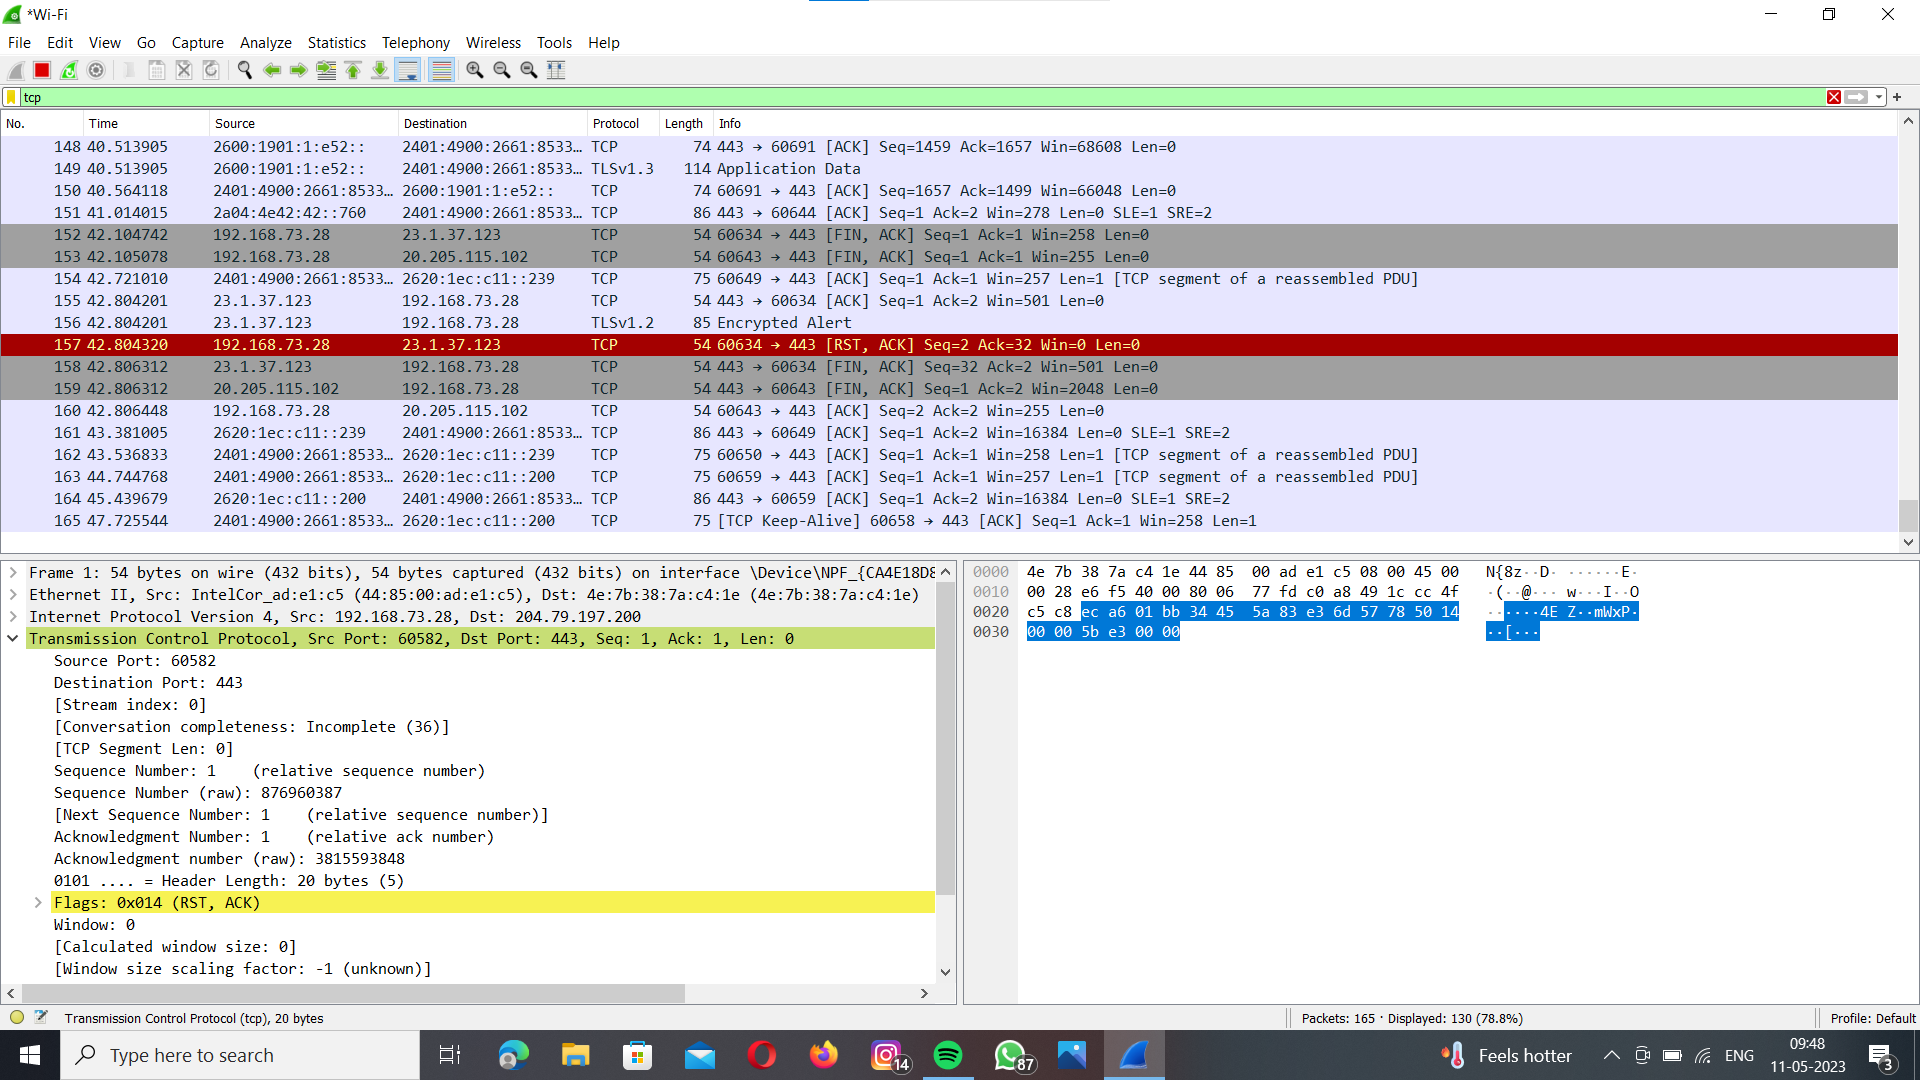 *Wi-Fi
File Edit View Go Capture Analyze Statistics Telephony Wireless Tools Help
tcp
No. Time Source Destination Protocol Length Info
148 40.513905 2600:1901:1:e52:: 2401:4900:2661:8533… TCP 74 443 → 60691 [ACK] Seq=1459 Ack=1657 Win=68608 Len=0
149 40.513905 2600:1901:1:e52:: 2401:4900:2661:8533… TLSv1.3 114 Application Data
150 40.564118 2401:4900:2661:8533… 2600:1901:1:e52:: TCP 74 60691 → 443 [ACK] Seq=1657 Ack=1499 Win=66048 Len=0
151 41.014015 2a04:4e42:42::760 2401:4900:2661:8533… TCP 86 443 → 60644 [ACK] Seq=1 Ack=2 Win=278 Len=0 SLE=1 SRE=2
152 42.104742 192.168.73.28 23.1.37.123 TCP 54 60634 → 443 [FIN, ACK] Seq=1 Ack=1 Win=258 Len=0
153 42.105078 192.168.73.28 20.205.115.102 TCP 54 60643 → 443 [FIN, ACK] Seq=1 Ack=1 Win=255 Len=0
154 42.721010 2401:4900:2661:8533… 2620:1ec:c11::239 TCP 75 60649 → 443 [ACK] Seq=1 Ack=1 Win=257 Len=1 [TCP segment of a reassembled PDU]
155 42.804201 23.1.37.123 192.168.73.28 TCP 54 443 → 60634 [ACK] Seq=1 Ack=2 Win=501 Len=0
156 42.804201 23.1.37.123 192.168.73.28 TLSv1.2 85 Encrypted Alert
157 42.804320 192.168.73.28 23.1.37.123 TCP 54 60634 → 443 [RST, ACK] Seq=2 Ack=32 Win=0 Len=0
158 42.806312 23.1.37.123 192.168.73.28 TCP 54 443 → 60634 [FIN, ACK] Seq=32 Ack=2 Win=501 Len=0
159 42.806312 20.205.115.102 192.168.73.28 TCP 54 443 → 60643 [FIN, ACK] Seq=1 Ack=2 Win=2048 Len=0
160 42.806448 192.168.73.28 20.205.115.102 TCP 54 60643 → 443 [ACK] Seq=2 Ack=2 Win=255 Len=0
161 43.381005 2620:1ec:c11::239 2401:4900:2661:8533… TCP 86 443 → 60649 [ACK] Seq=1 Ack=2 Win=16384 Len=0 SLE=1 SRE=2
162 43.536833 2401:4900:2661:8533… 2620:1ec:c11::239 TCP 75 60650 → 443 [ACK] Seq=1 Ack=1 Win=258 Len=1 [TCP segment of a reassembled PDU]
163 44.744768 2401:4900:2661:8533… 2620:1ec:c11::200 TCP 75 60659 → 443 [ACK] Seq=1 Ack=1 Win=257 Len=1 [TCP segment of a reassembled PDU]
164 45.439679 2620:1ec:c11::200 2401:4900:2661:8533… TCP 86 443 → 60659 [ACK] Seq=1 Ack=2 Win=16384 Len=0 SLE=1 SRE=2
165 47.725544 2401:4900:2661:8533… 2620:1ec:c11::200 TCP 75 [TCP Keep-Alive] 60658 → 443 [ACK] Seq=1 Ack=1 Win=258 Len=1
Frame 1: 54 bytes on wire (432 bits), 54 bytes captured (432 bits) on interface \Device\NPF_{CA4E18D8
Ethernet II, Src: IntelCor_ad:e1:c5 (44:85:00:ad:e1:c5), Dst: 4e:7b:38:7a:c4:1e (4e:7b:38:7a:c4:1e)
Internet Protocol Version 4, Src: 192.168.73.28, Dst: 204.79.197.200
Transmission Control Protocol, Src Port: 60582, Dst Port: 443, Seq: 1, Ack: 1, Len: 0
Source Port: 60582
Destination Port: 443
[Stream index: 0]
[Conversation completeness: Incomplete (36)]
[TCP Segment Len: 0]
Sequence Number: 1 (relative sequence number)
Sequence Number (raw): 876960387
[Next Sequence Number: 1 (relative sequence number)]
Acknowledgment Number: 1 (relative ack number)
Acknowledgment number (raw): 3815593848
0101 .... = Header Length: 20 bytes (5)
Flags: 0x014 (RST, ACK)
Window: 0
[Calculated window size: 0]
[Window size scaling factor: -1 (unknown)]
0000 4e 7b 38 7a c4 1e 44 85 00 ad e1 c5 08 00 45 00 N{8z··D· ······E·
0010 00 28 e6 f5 40 00 80 06 77 fd c0 a8 49 1c cc 4f ·(··@··· w···I··O
0020 c5 c8 ec a6 01 bb 34 45 5a 83 e3 6d 57 78 50 14 ······4E Z··mWxP·
0030 00 00 5b e3 00 00 ··[···
Transmission Control Protocol (tcp), 20 bytes
Packets: 165 · Displayed: 130 (78.8%)
Profile: Default
Type here to search
14
87
Feels hotter
ENG
09:48
11-05-2023
3